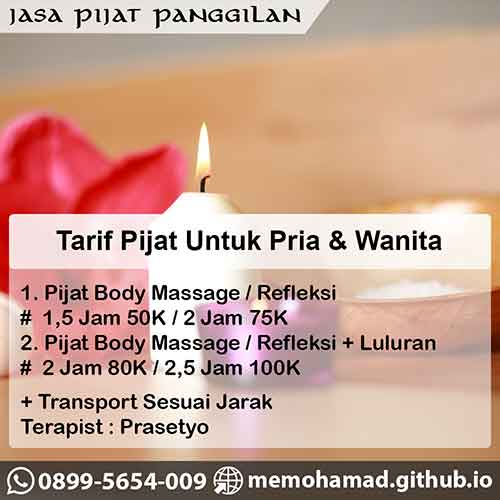 JASA PIJAT PANGGILAN
Tarif Pijat Untuk Pria & Wanita
1. Pijat Body Massage / Refleksi
# 1,5 Jam 50K / 2 Jam 75K
2. Pijat Body Massage / Refleksi + Luluran
# 2 Jam 80K / 2,5 Jam 100K
+ Transport Sesuai Jarak
Terapist : Prasetyo
0899-5654-009 memohamad.github.io